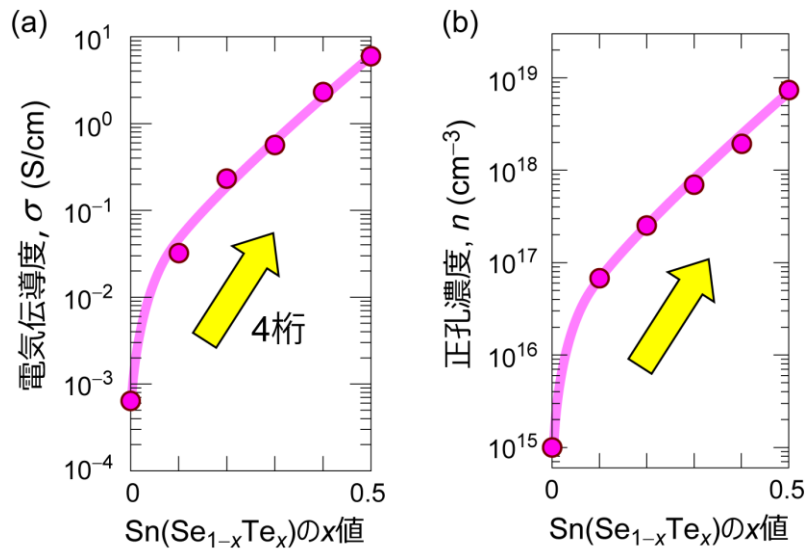 (a)
電気伝導度, σ (S/cm)
10¹
10⁰
10⁻¹
10⁻²
10⁻³
10⁻⁴
4桁
0
0.5
Sn(Se₁₋ₓTeₓ)のx値
(b)
正孔濃度, n (cm⁻³)
10¹⁹
10¹⁸
10¹⁷
10¹⁶
10¹⁵
0
0.5
Sn(Se₁₋ₓTeₓ)のx値